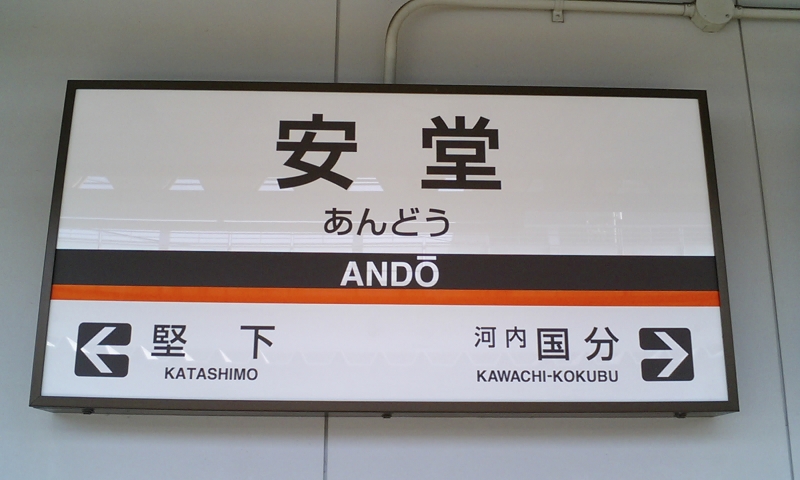 安堂
あんどう
ANDŌ
堅下
KATASHIMO
河内国分
KAWACHI-KOKUBU